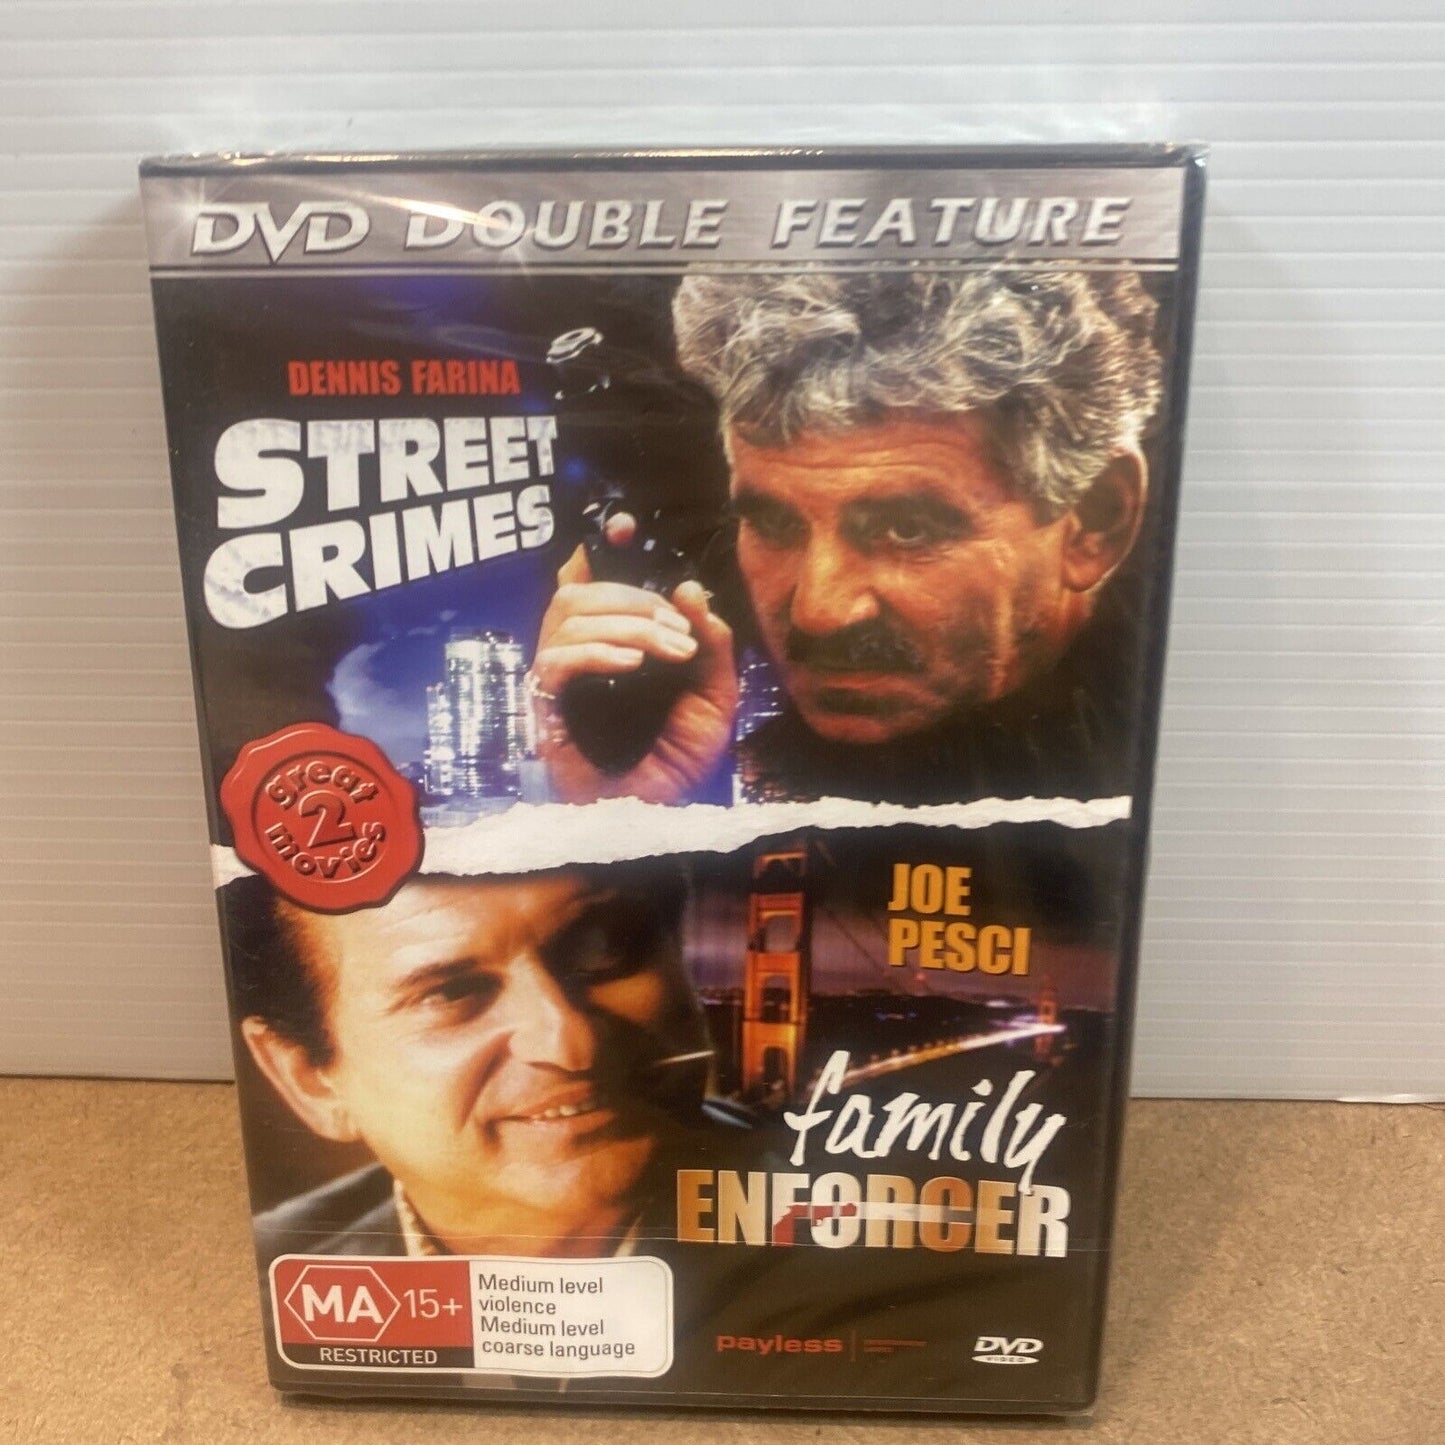 DVD DOUBLE FEATURE
DENNIS FARINA
STREET
CRIMES
great
2
movies
JOE
PESCI
family
ENFORCER
MA 15+
RESTRICTED
Medium level
violence
Medium level
coarse language
payless
DVD
VIDEO